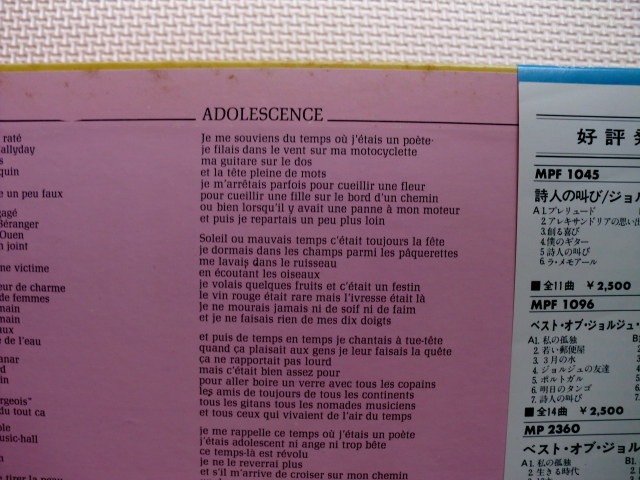 raté
allyday
s
quin
e un peu faux
gagé
Béranger
Ouen
n joint
ne victime
eur de charme
de femmes
main
main
aux
e de l'eau
anar
rd
in
rgeois"
du tout ça
ole
usic-hall
n
ADOLESCENCE
Je me souviens du temps où j'étais un poète
je filais dans le vent sur ma motocyclette
ma guitare sur le dos
et la tête pleine de mots
je m'arrêtais parfois pour cueillir une fleur
pour cueillir une fille sur le bord d'un chemin
ou bien lorsqu'il y avait une panne à mon moteur
et puis je repartais un peu plus loin
Soleil ou mauvais temps c'était toujours la fête
je dormais dans les champs parmi les pâquerettes
me lavais dans le ruisseau
en écoutant les oiseaux
je volais quelques fruits et c'était un festin
le vin rouge était rare mais l'ivresse était là
Je ne mourais jamais ni de soif ni de faim
et je ne faisais rien de mes dix doigts
et puis de temps en temps je chantais à tue-tête
quand ça plaisait aux gens je leur faisais la quête
ça ne rapportait pas lourd
mais c'était bien assez pour
pour aller boire un verre avec tous les copains
les amis de toujours de tous les continents
tous les gitans tous les nomades musiciens
et tous ceux qui vivaient de l'air du temps
je me rappelle ce temps où j'étais un poète
j'étais adolescent ni ange ni trop bête
ce temps-là est révolu
je ne le reverrai plus
et s'il m'arrive de croiser sur mon chemin
好評発
MPF 1045
詩人の叫び/ジョル
A1.プレリュード
2.アレキサンドリアの思い出
3.創る喜び
4.僕のギター
5.詩人の叫び
6.ラ・メモアール
■全11曲 ¥2,500
MPF 1096
ベスト・オブ・ジョルジュ・
A1.私の孤独
2.若い郵便屋
3.3月の水
4.ジョルジュの友達
5.ポルトガル
6.明日のタンゴ
7.詩人の叫び
■全14曲 ¥2,500
MP 2360
ベスト・オブ・ジョル
A1.私の孤独 B1.
2.生きる時代 2.